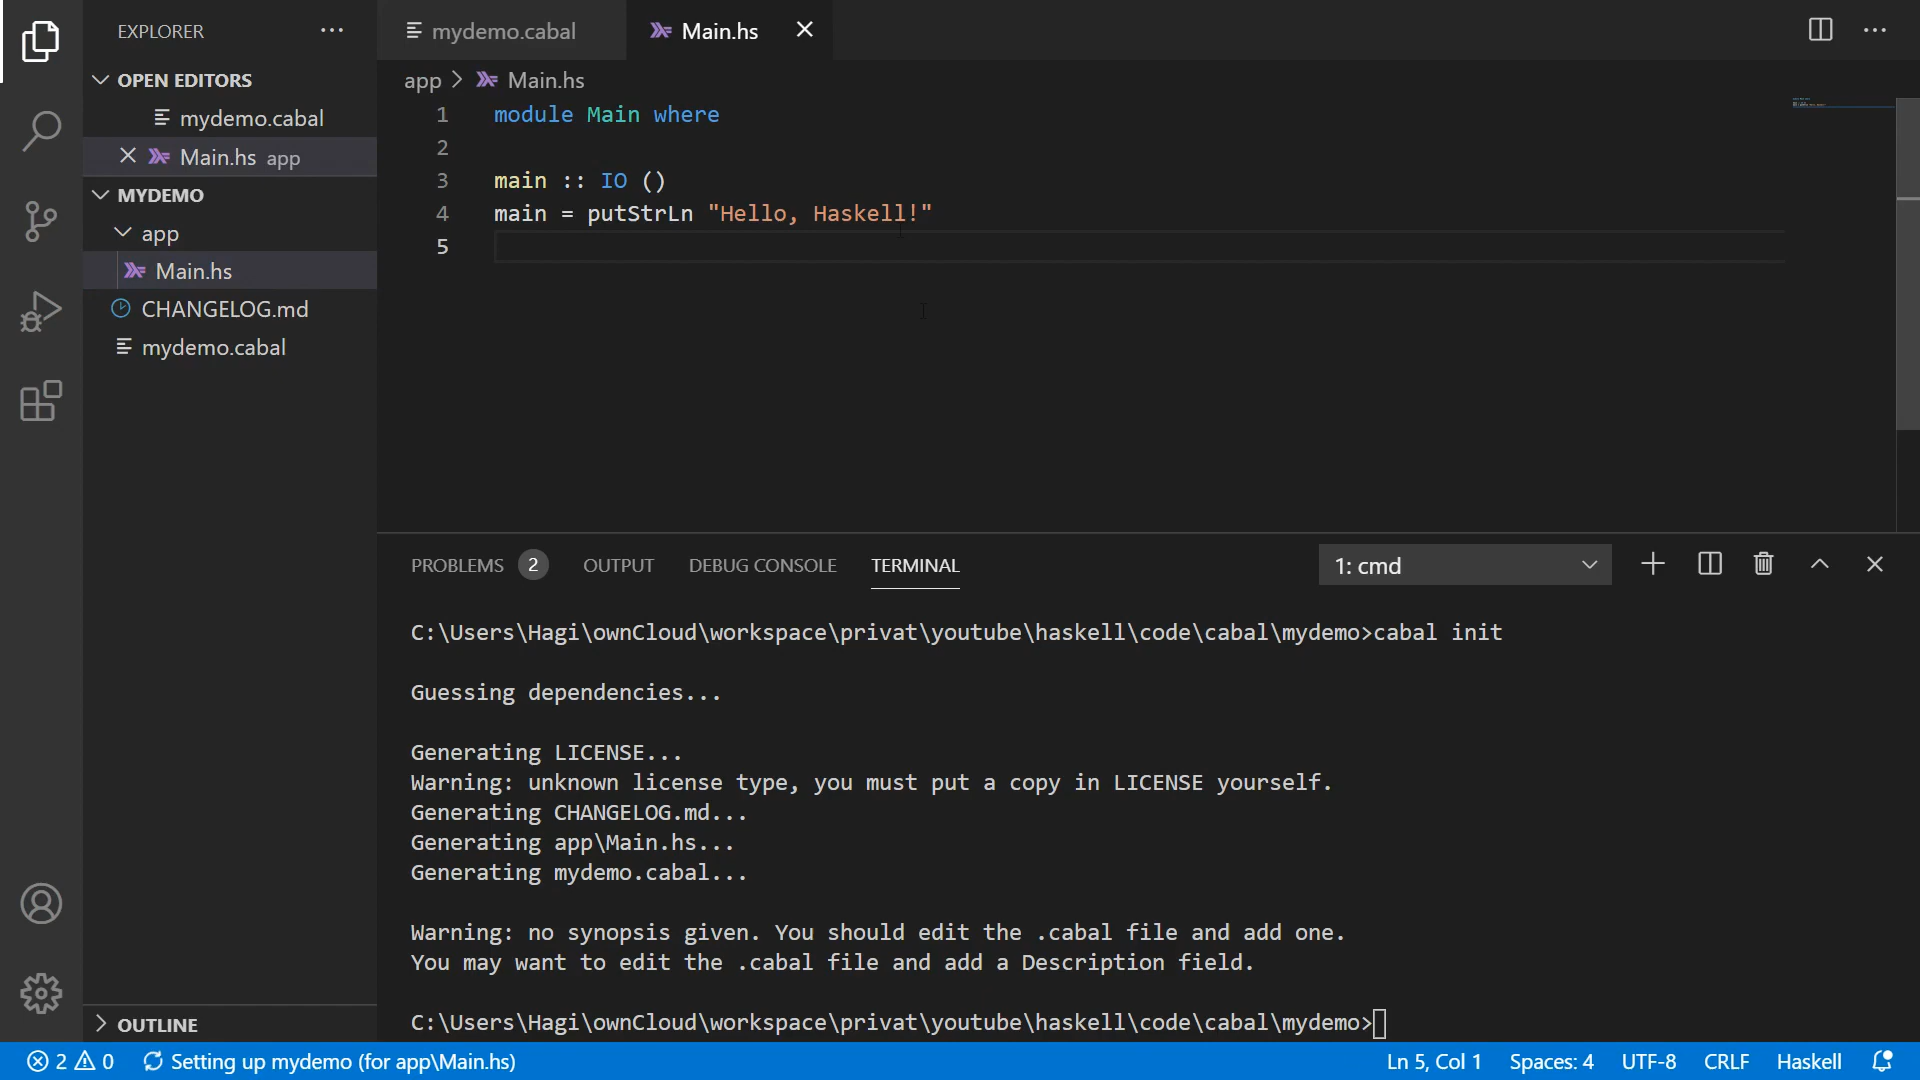 EXPLORER
OPEN EDITORS
mydemo.cabal
Main.hs app
MYDEMO
app
Main.hs
CHANGELOG.md
mydemo.cabal
OUTLINE
mydemo.cabal
Main.hs
app > Main.hs
1 module Main where
2
3 main :: IO ()
4 main = putStrLn "Hello, Haskell!"
5
PROBLEMS 2 OUTPUT DEBUG CONSOLE TERMINAL 1: cmd
C:\Users\Hagi\ownCloud\workspace\privat\youtube\haskell\code\cabal\mydemo>cabal init
Guessing dependencies...
Generating LICENSE...
Warning: unknown license type, you must put a copy in LICENSE yourself.
Generating CHANGELOG.md...
Generating app\Main.hs...
Generating mydemo.cabal...
Warning: no synopsis given. You should edit the .cabal file and add one.
You may want to edit the .cabal file and add a Description field.
C:\Users\Hagi\ownCloud\workspace\privat\youtube\haskell\code\cabal\mydemo>
2 0 Setting up mydemo (for app\Main.hs) Ln 5, Col 1 Spaces: 4 UTF-8 CRLF Haskell